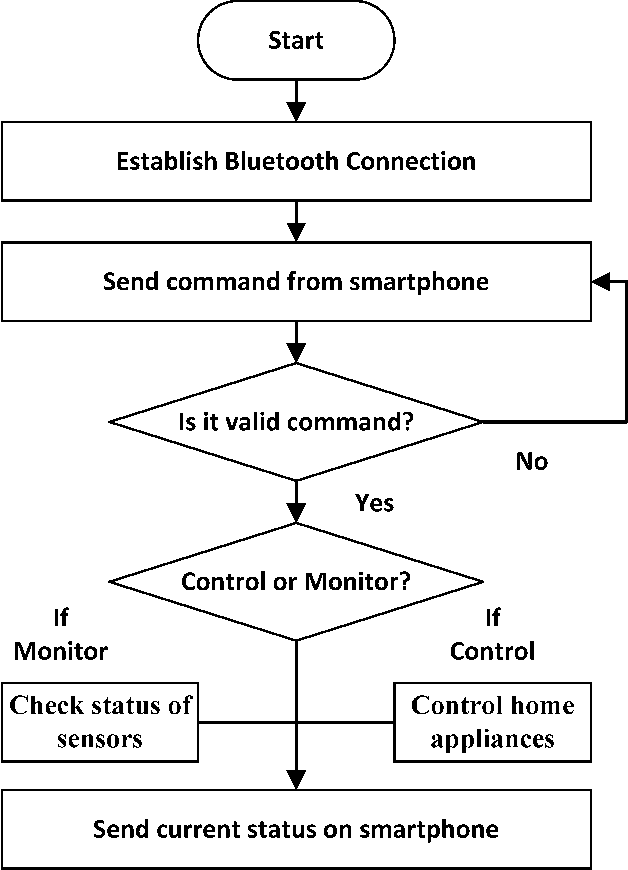 Start
Establish Bluetooth Connection
Send command from smartphone
Is it valid command?
No
Yes
Control or Monitor?
If
Monitor
If
Control
Check status of
sensors
Control home
appliances
Send current status on smartphone